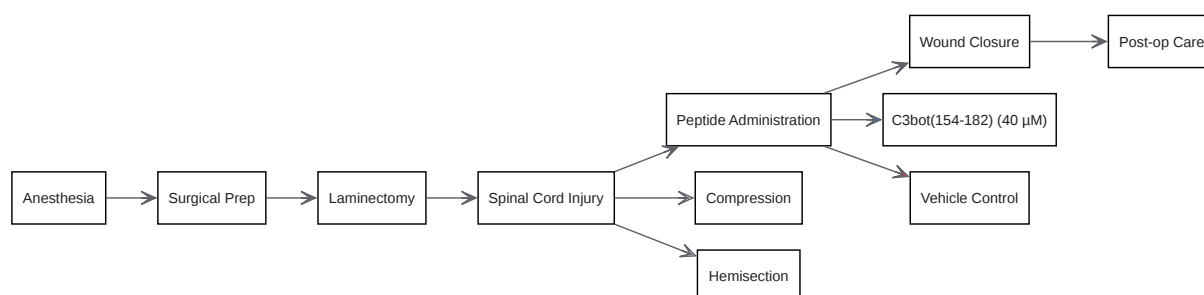 Wound Closure
Post-op Care
Peptide Administration
C3bot(154-182) (40 µM)
Anesthesia
Surgical Prep
Laminectomy
Spinal Cord Injury
Compression
Vehicle Control
Hemisection